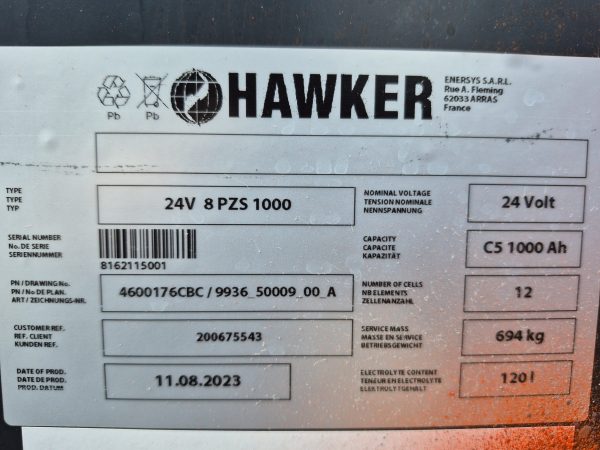 Pb Pb
HAWKER
ENERSYS S.A.R.L.
Rue A. Fleming
62033 ARRAS
France
TYPE
TYPE
TYP
24V 8 PZS 1000
NOMINAL VOLTAGE
TENSION NOMINALE
NENNSPANNUNG
24 Volt
SERIAL NUMBER
No. DE SERIE
SERIENNUMMER
8162115001
CAPACITY
CAPACITE
KAPAZITÄT
C5 1000 Ah
PN / DRAWING No.
PN / No DE PLAN.
ART / ZEICHNUNGS-NR.
4600176CBC / 9936_50009_00_A
NUMBER OF CELLS
NB ELEMENTS
ZELLENANZAHL
12
CUSTOMER REF.
REF. CLIENT
KUNDEN REF.
200675543
SERVICE MASS
MASSE EN SERVICE
BETRIEBSGEWICHT
694 kg
DATE OF PROD.
DATE DE PROD.
PROD. DATUM
11.08.2023
ELECTROLYTE CONTENT
TENEUR EN ELECTROLYTE
ELEKTROLYTGEHALT
120 l